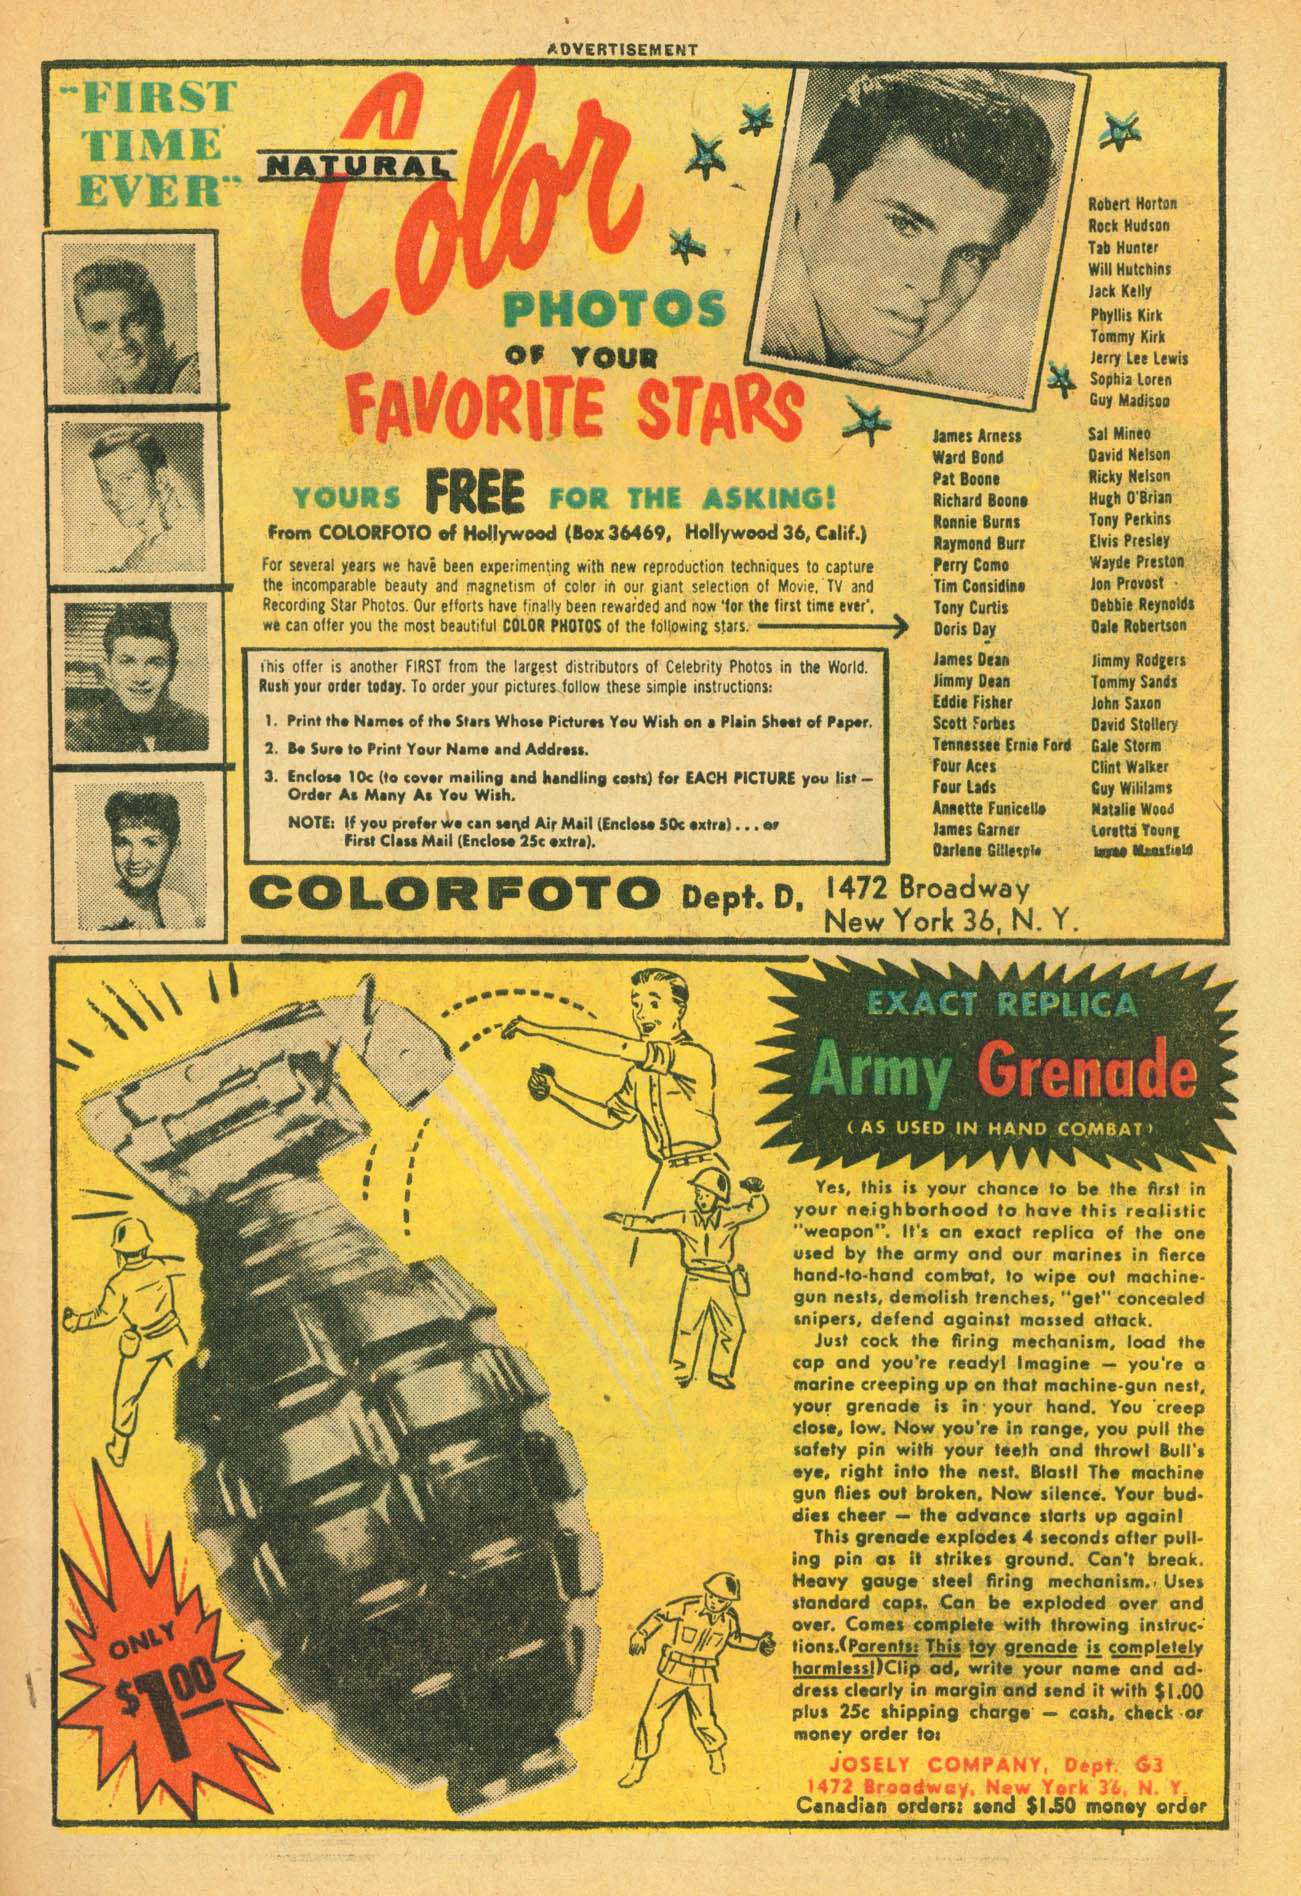 ADVERTISEMENT
"FIRST
TIME
EVER"
NATURAL
Color
PHOTOS
OF YOUR
FAVORITE STARS
YOURS FREE FOR THE ASKING!
From COLORFOTO of Hollywood (Box 36469, Hollywood 36, Calif.)
For several years we have been experimenting with new reproduction techniques to capture
the incomparable beauty and magnetism of color in our giant selection of Movie, TV and
Recording Star Photos. Our efforts have finally been rewarded and now 'for the first time ever',
we can offer you the most beautiful COLOR PHOTOS of the following stars.
This offer is another FIRST from the largest distributors of Celebrity Photos in the World.
Rush your order today. To order your pictures follow these simple instructions:
1. Print the Names of the Stars Whose Pictures You Wish on a Plain Sheet of Paper.
2. Be Sure to Print Your Name and Address.
3. Enclose 10c (to cover mailing and handling costs) for EACH PICTURE you list —
Order As Many As You Wish.
NOTE: If you prefer we can send Air Mail (Enclose 50c extra) . . . or
First Class Mail (Enclose 25c extra).
James Arness
Ward Bond
Pat Boone
Richard Boone
Ronnie Burns
Raymond Burr
Perry Como
Tim Considine
Tony Curtis
Doris Day
James Dean
Jimmy Dean
Eddie Fisher
Scott Forbes
Tennessee Ernie Ford
Four Aces
Four Lads
Annette Funicello
James Garner
Darlene Gillespie
Robert Horton
Rock Hudson
Tab Hunter
Will Hutchins
Jack Kelly
Phyllis Kirk
Tommy Kirk
Jerry Lee Lewis
Sophia Loren
Guy Madison
Sal Mineo
David Nelson
Ricky Nelson
Hugh O'Brian
Tony Perkins
Elvis Presley
Wayde Preston
Jon Provost
Debbie Reynolds
Dale Robertson
Jimmy Rodgers
Tommy Sands
John Saxon
David Stollery
Gale Storm
Clint Walker
Guy Wililams
Natalie Wood
Loretta Young
Jayne Mansfield
COLORFOTO Dept. D, 1472 Broadway
New York 36, N. Y.
EXACT REPLICA
Army Grenade
(AS USED IN HAND COMBAT)
Yes, this is your chance to be the first in
your neighborhood to have this realistic
"weapon". It's an exact replica of the one
used by the army and our marines in fierce
hand-to-hand combat, to wipe out machine-
gun nests, demolish trenches, "get" concealed
snipers, defend against massed attack.
Just cock the firing mechanism, load the
cap and you're ready! Imagine — you're a
marine creeping up on that machine-gun nest,
your grenade is in your hand. You creep
close, low. Now you're in range, you pull the
safety pin with your teeth and throw! Bull's
eye, right into the nest. Blast! The machine
gun flies out broken. Now silence. Your bud-
dies cheer — the advance starts up again!
This grenade explodes 4 seconds after pull-
ing pin as it strikes ground. Can't break.
Heavy gauge steel firing mechanism. Uses
standard caps. Can be exploded over and
over. Comes complete with throwing instruc-
tions.(Parents: This toy grenade is completely
harmless!)Clip ad, write your name and ad-
dress clearly in margin and send it with $1.00
plus 25c shipping charge — cash, check or
money order to:
JOSELY COMPANY, Dept. G3
1472 Broadway, New York 36, N. Y.
Canadian orders: send $1.50 money order
ONLY
$1.00